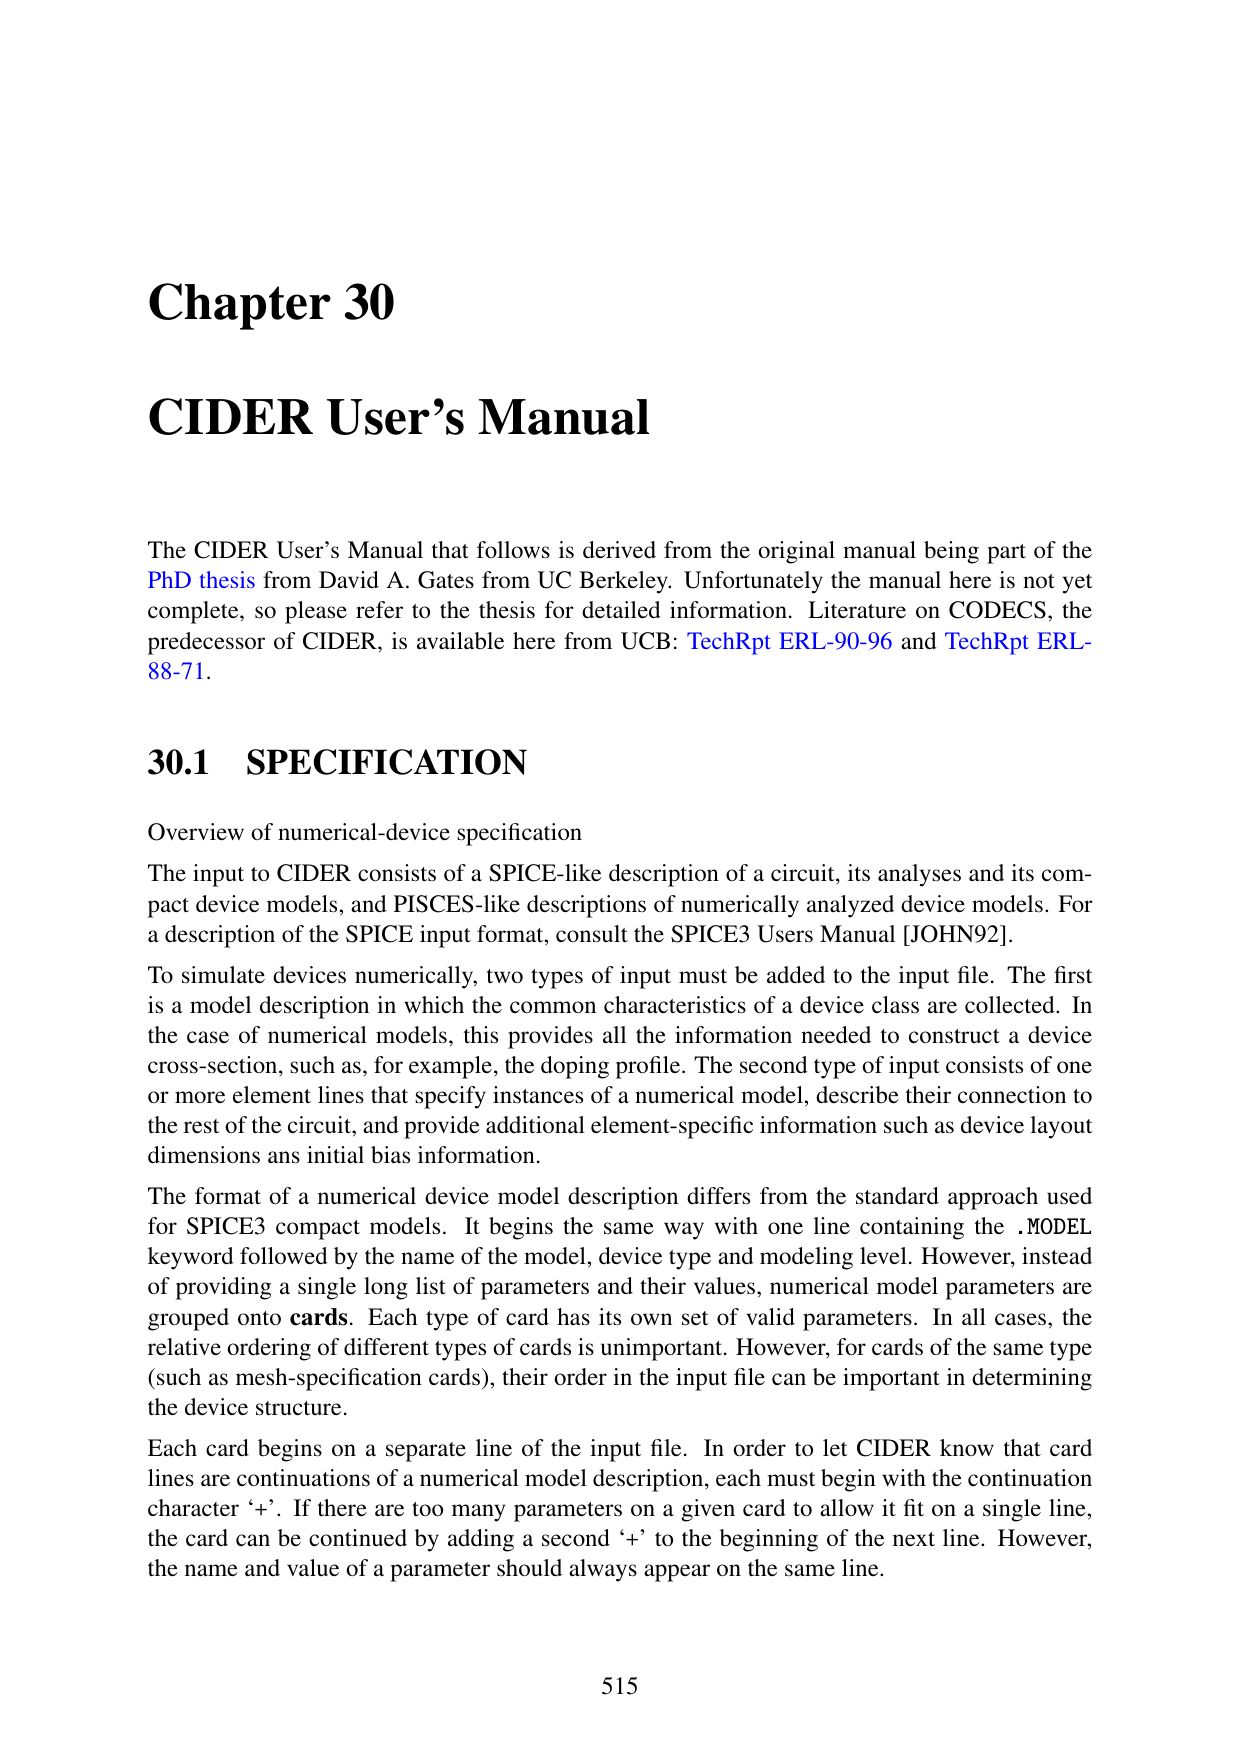 Chapter 30
CIDER User’s Manual
The CIDER User’s Manual that follows is derived from the original manual being part of the
PhD thesis from David A. Gates from UC Berkeley. Unfortunately the manual here is not yet
complete, so please refer to the thesis for detailed information. Literature on CODECS, the
predecessor of CIDER, is available here from UCB: TechRpt ERL-90-96 and TechRpt ERL-
88-71.
30.1 SPECIFICATION
Overview of numerical-device specification
The input to CIDER consists of a SPICE-like description of a circuit, its analyses and its com-
pact device models, and PISCES-like descriptions of numerically analyzed device models. For
a description of the SPICE input format, consult the SPICE3 Users Manual [JOHN92].
To simulate devices numerically, two types of input must be added to the input file. The first
is a model description in which the common characteristics of a device class are collected. In
the case of numerical models, this provides all the information needed to construct a device
cross-section, such as, for example, the doping profile. The second type of input consists of one
or more element lines that specify instances of a numerical model, describe their connection to
the rest of the circuit, and provide additional element-specific information such as device layout
dimensions ans initial bias information.
The format of a numerical device model description differs from the standard approach used
for SPICE3 compact models. It begins the same way with one line containing the .MODEL
keyword followed by the name of the model, device type and modeling level. However, instead
of providing a single long list of parameters and their values, numerical model parameters are
grouped onto cards. Each type of card has its own set of valid parameters. In all cases, the
relative ordering of different types of cards is unimportant. However, for cards of the same type
(such as mesh-specification cards), their order in the input file can be important in determining
the device structure.
Each card begins on a separate line of the input file. In order to let CIDER know that card
lines are continuations of a numerical model description, each must begin with the continuation
character ‘+’. If there are too many parameters on a given card to allow it fit on a single line,
the card can be continued by adding a second ‘+’ to the beginning of the next line. However,
the name and value of a parameter should always appear on the same line.
515